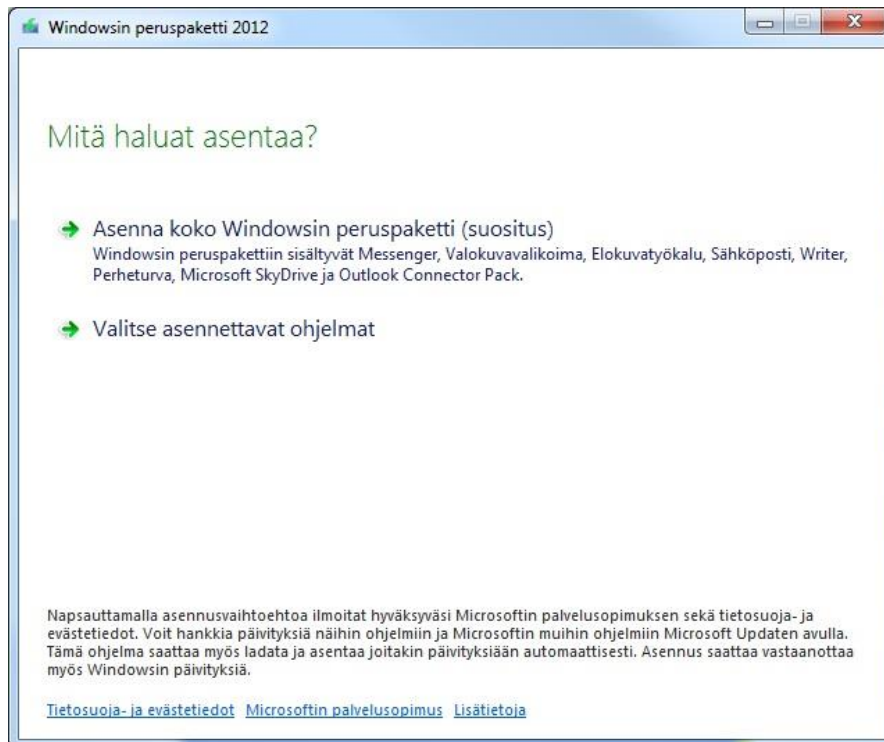 Windowsin peruspaketti 2012
Mitä haluat asentaa?
Asenna koko Windowsin peruspaketti (suositus)
Windowsin peruspakettiin sisältyvät Messenger, Valokuvavalikoima, Elokuvatyökalu, Sähköposti, Writer,
Perheturva, Microsoft SkyDrive ja Outlook Connector Pack.
Valitse asennettavat ohjelmat
Napsauttamalla asennusvaihtoehtoa ilmoitat hyväksyväsi Microsoftin palvelusopimuksen sekä tietosuoja- ja
evästetiedot. Voit hankkia päivityksiä näihin ohjelmiin ja Microsoftin muihin ohjelmiin Microsoft Updaten avulla.
Tämä ohjelma saattaa myös ladata ja asentaa joitakin päivityksiään automaattisesti. Asennus saattaa vastaanottaa
myös Windowsin päivityksiä.
Tietosuoja- ja evästetiedot Microsoftin palvelusopimus Lisätietoja